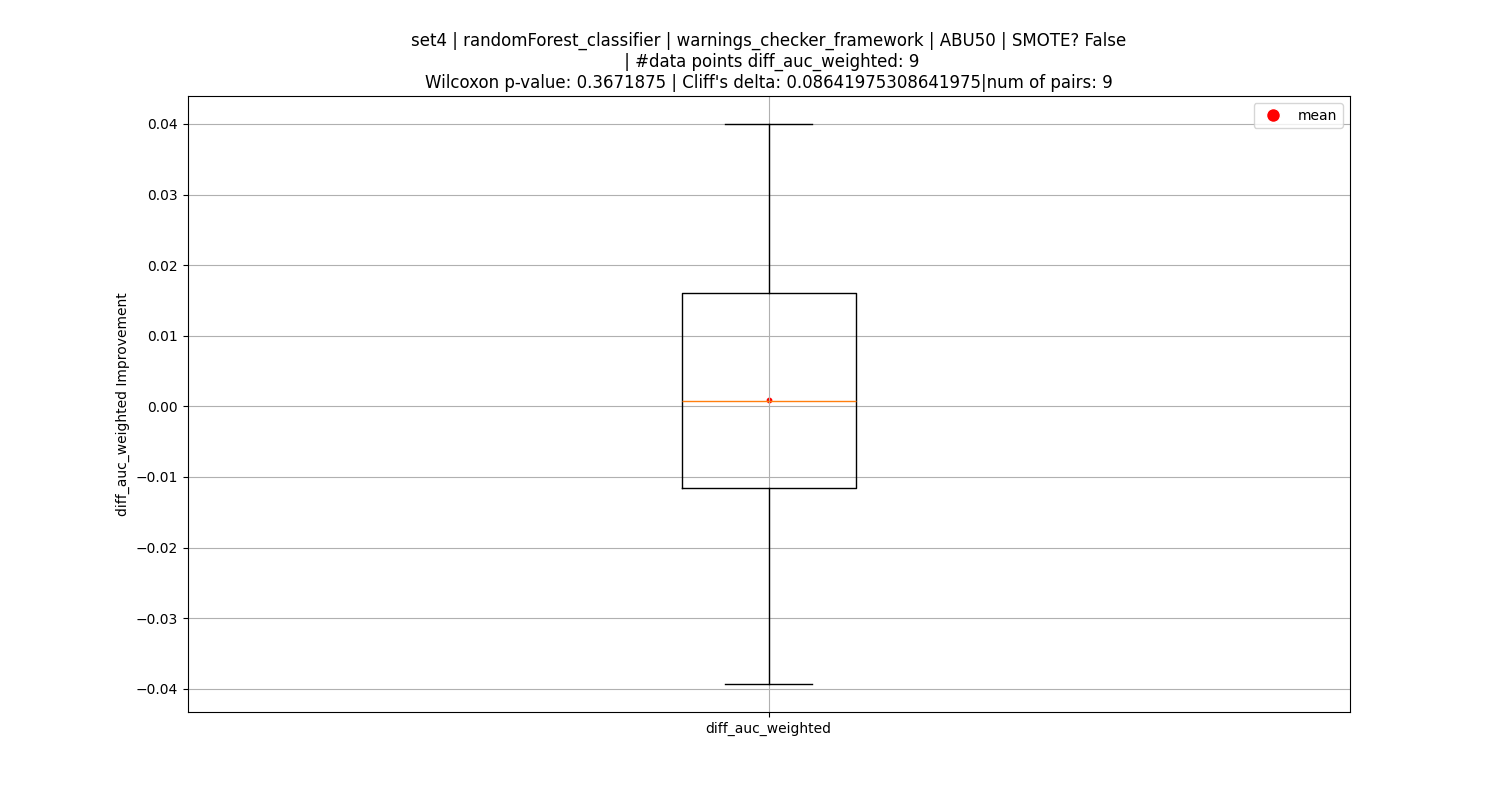 set4 | randomForest_classifier | warnings_checker_framework | ABU50 | SMOTE? False
| #data points diff_auc_weighted: 9
Wilcoxon p-value: 0.3671875 | Cliff's delta: 0.08641975308641975|num of pairs: 9
mean
0.04
0.03
0.02
0.01
0.00
−0.01
−0.02
−0.03
−0.04
diff_auc_weighted Improvement
diff_auc_weighted